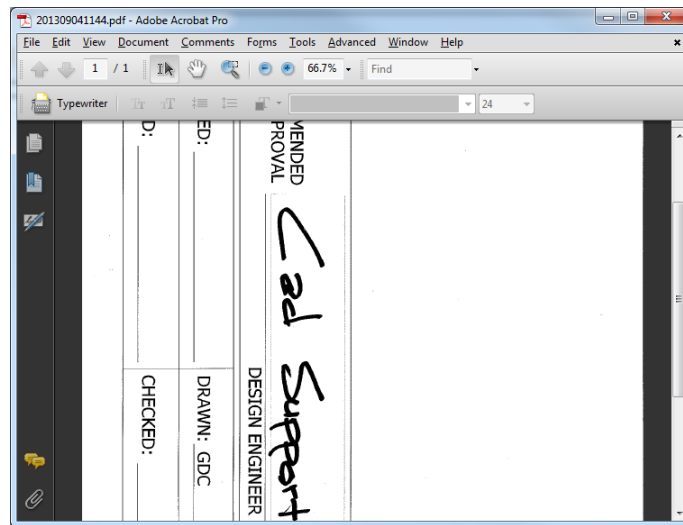 201309041144.pdf - Adobe Acrobat Pro
File Edit View Document Comments Forms Tools Advanced Window Help
1 / 1 66.7% Find
Typewriter 24
MENDED
PROVAL
Cad Support
DESIGN ENGINEER
ED:
DRAWN: GDC
D:
CHECKED: